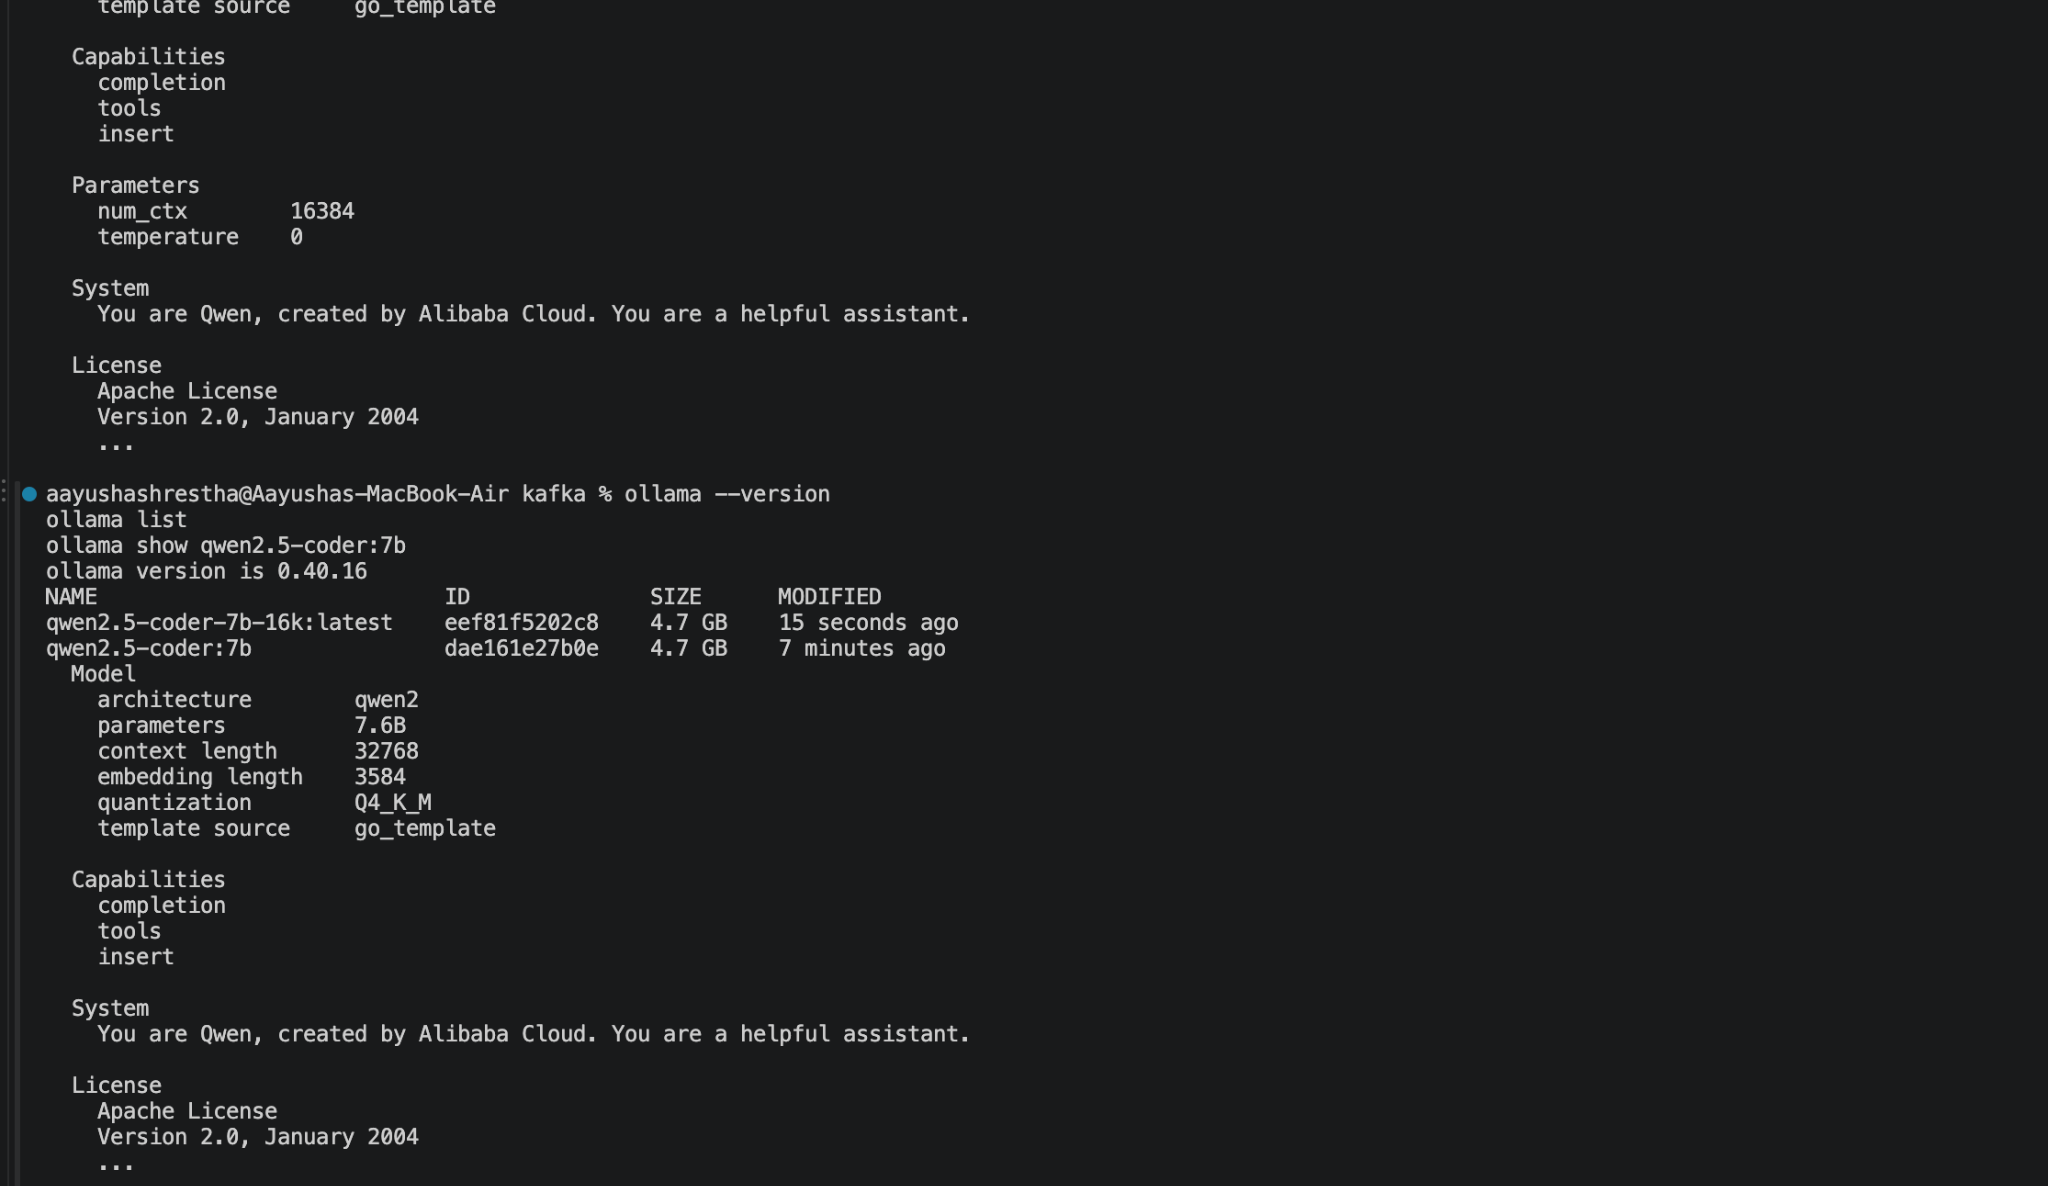 template source     go_template

Capabilities
  completion
  tools
  insert

Parameters
  num_ctx        16384
  temperature    0

System
  You are Qwen, created by Alibaba Cloud. You are a helpful assistant.

License
  Apache License
  Version 2.0, January 2004
  ...

aayushashrestha@Aayushas-MacBook-Air kafka % ollama --version
ollama list
ollama show qwen2.5-coder:7b
ollama version is 0.40.16
NAME                           ID              SIZE      MODIFIED
qwen2.5-coder-7b-16k:latest    eef81f5202c8    4.7 GB    15 seconds ago
qwen2.5-coder:7b               dae161e27b0e    4.7 GB    7 minutes ago
  Model
    architecture        qwen2
    parameters          7.6B
    context length      32768
    embedding length    3584
    quantization        Q4_K_M
    template source     go_template

  Capabilities
    completion
    tools
    insert

  System
    You are Qwen, created by Alibaba Cloud. You are a helpful assistant.

  License
    Apache License
    Version 2.0, January 2004
    ...